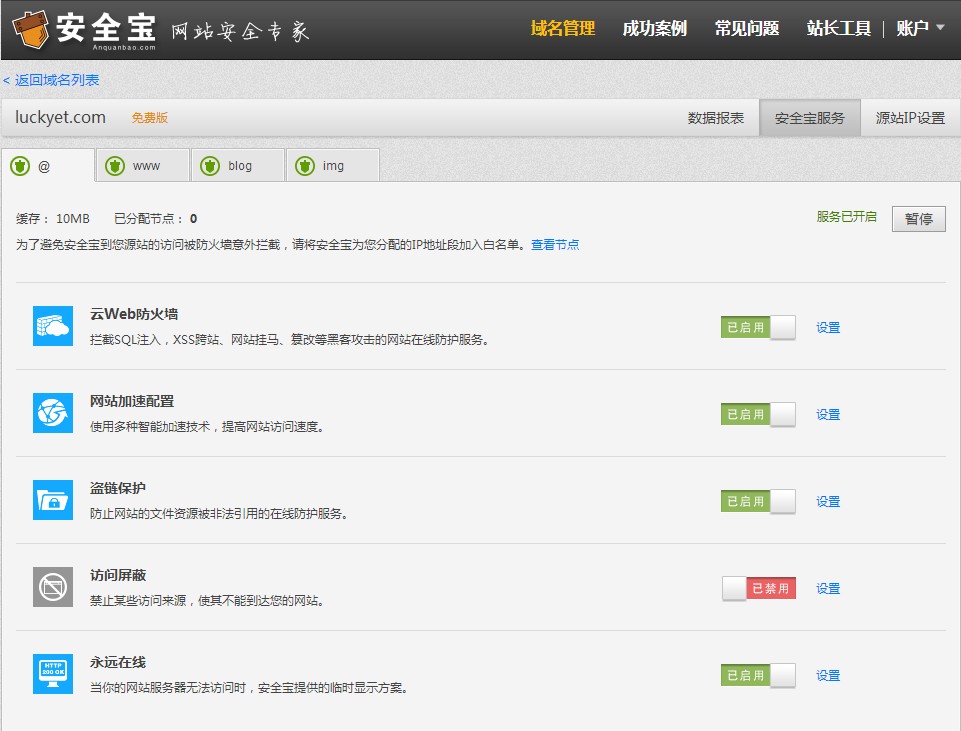 安全宝 网站安全专家
Anquanbao.com
域名管理 成功案例 常见问题 站长工具 账户
< 返回域名列表
luckyet.com 免费版 数据报表 安全宝服务 源站IP设置
@ www blog img
缓存： 10MB 已分配节点： 0 服务已开启 暂停
为了避免安全宝到您源站的访问被防火墙意外拦截，请将安全宝为您分配的IP地址段加入白名单。查看节点
云Web防火墙
拦截SQL注入，XSS跨站、网站挂马、篡改等黑客攻击的网站在线防护服务。
已启用 设置
网站加速配置
使用多种智能加速技术，提高网站访问速度。
已启用 设置
盗链保护
防止网站的文件资源被非法引用的在线防护服务。
已启用 设置
访问屏蔽
禁止某些访问来源，使其不能到达您的网站。
已禁用 设置
HTTP
200 OK
永远在线
当你的网站服务器无法访问时，安全宝提供的临时显示方案。
已启用 设置